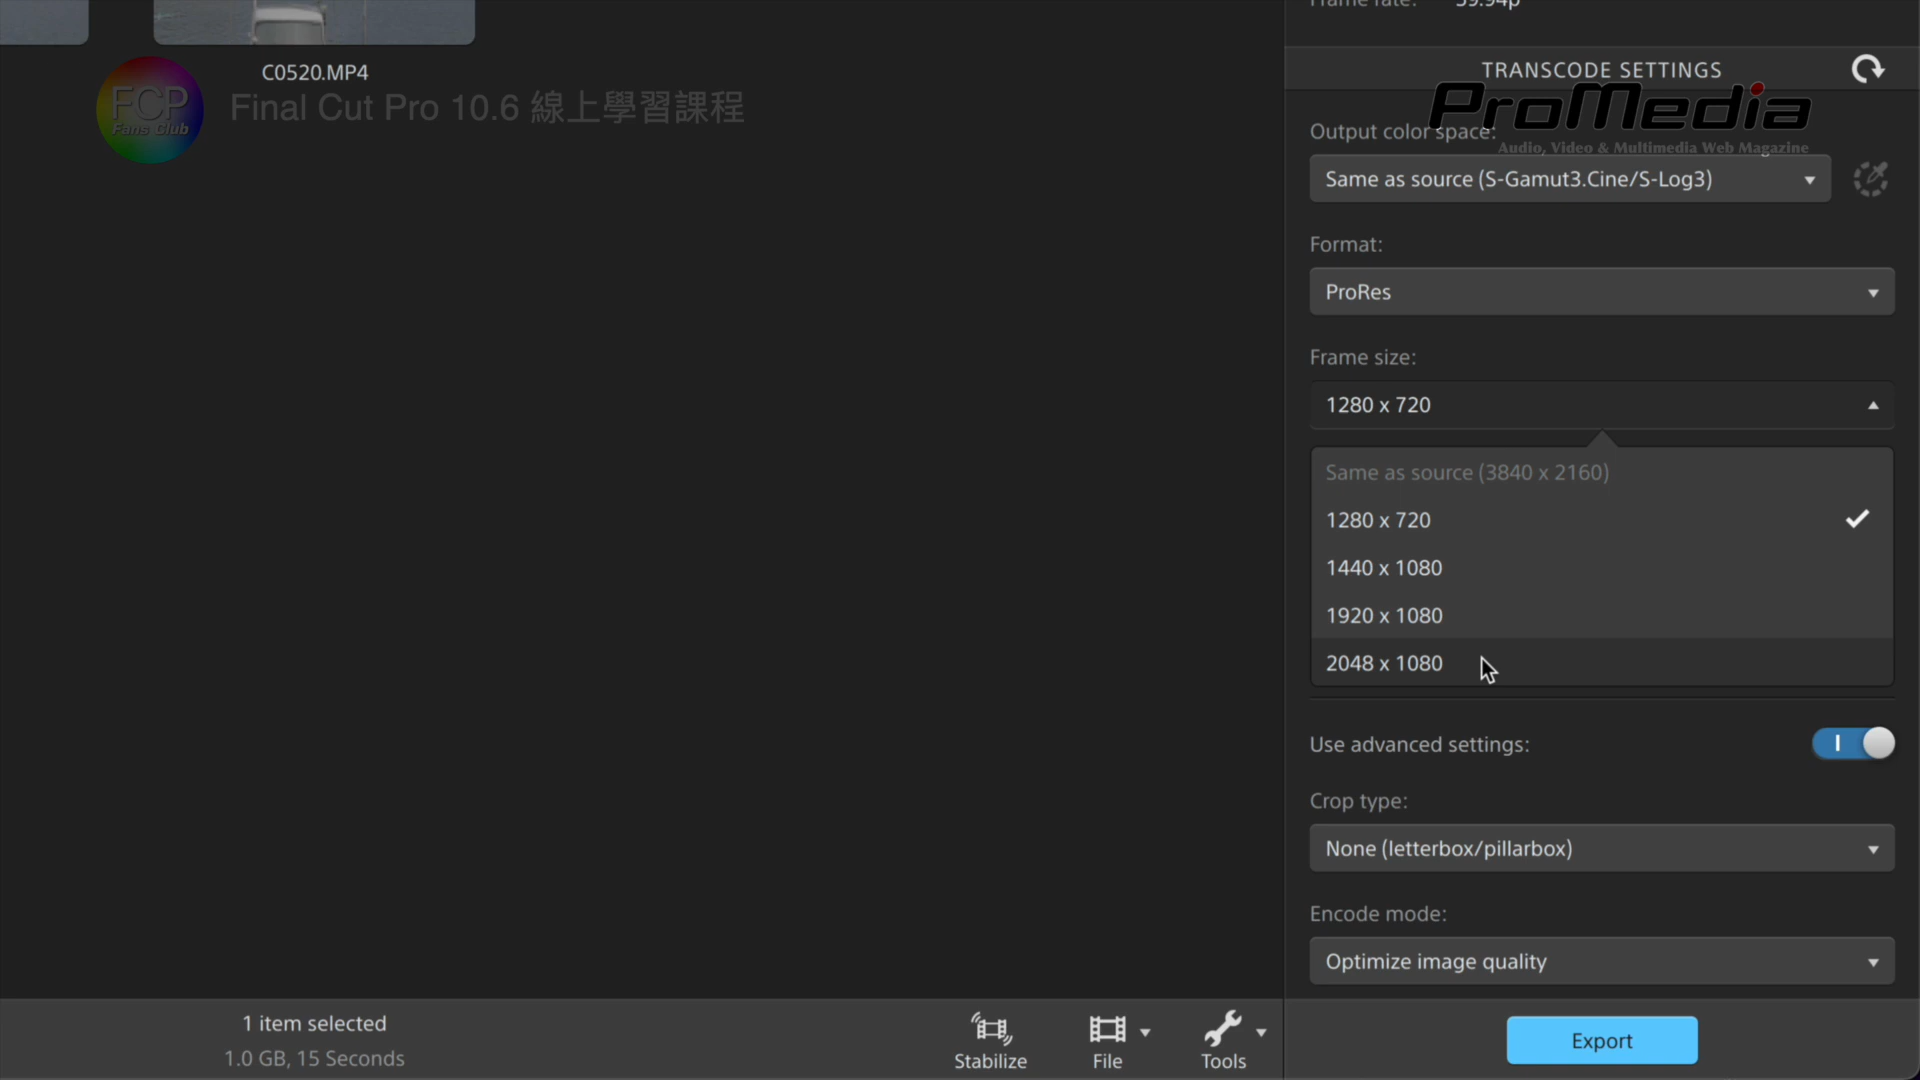 Frame rate: 59.94p
C0520.MP4
FCP
Fans Club
Final Cut Pro 10.6 線上學習課程
TRANSCODE SETTINGS
ProMedia
Audio, Video & Multimedia Web Magazine
Output color space:
Same as source (S-Gamut3.Cine/S-Log3)
Format:
ProRes
Frame size:
1280 x 720
Same as source (3840 x 2160)
1280 x 720
1440 x 1080
1920 x 1080
2048 x 1080
Use advanced settings:
Crop type:
None (letterbox/pillarbox)
Encode mode:
Optimize image quality
1 item selected
1.0 GB, 15 Seconds
Stabilize
File
Tools
Export